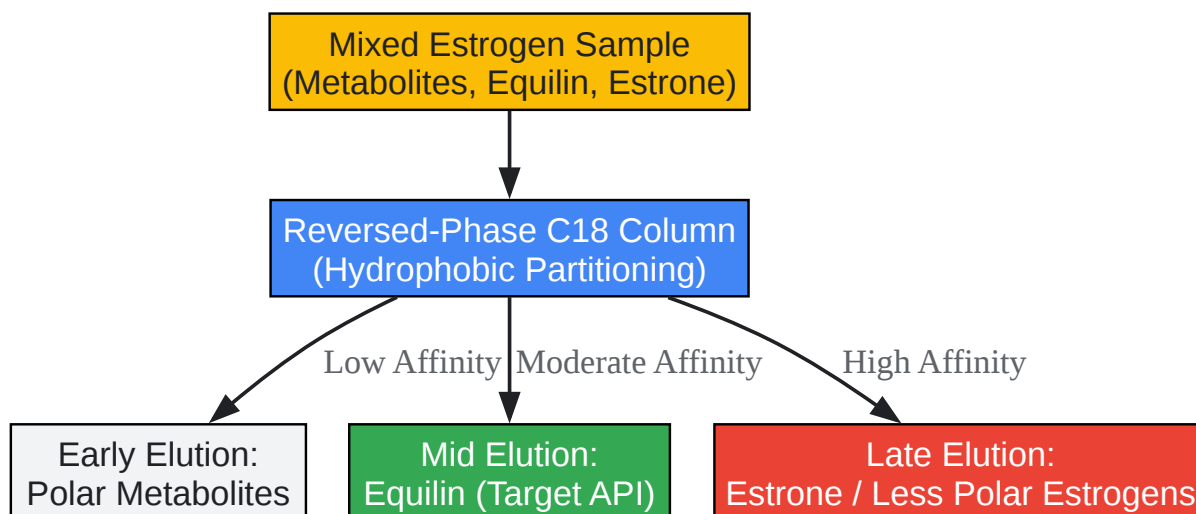 Mixed Estrogen Sample
(Metabolites, Equilin, Estrone)
Reversed-Phase C18 Column
(Hydrophobic Partitioning)
Low Affinity
Moderate Affinity
High Affinity
Early Elution:
Polar Metabolites
Mid Elution:
Equilin (Target API)
Late Elution:
Estrone / Less Polar Estrogens